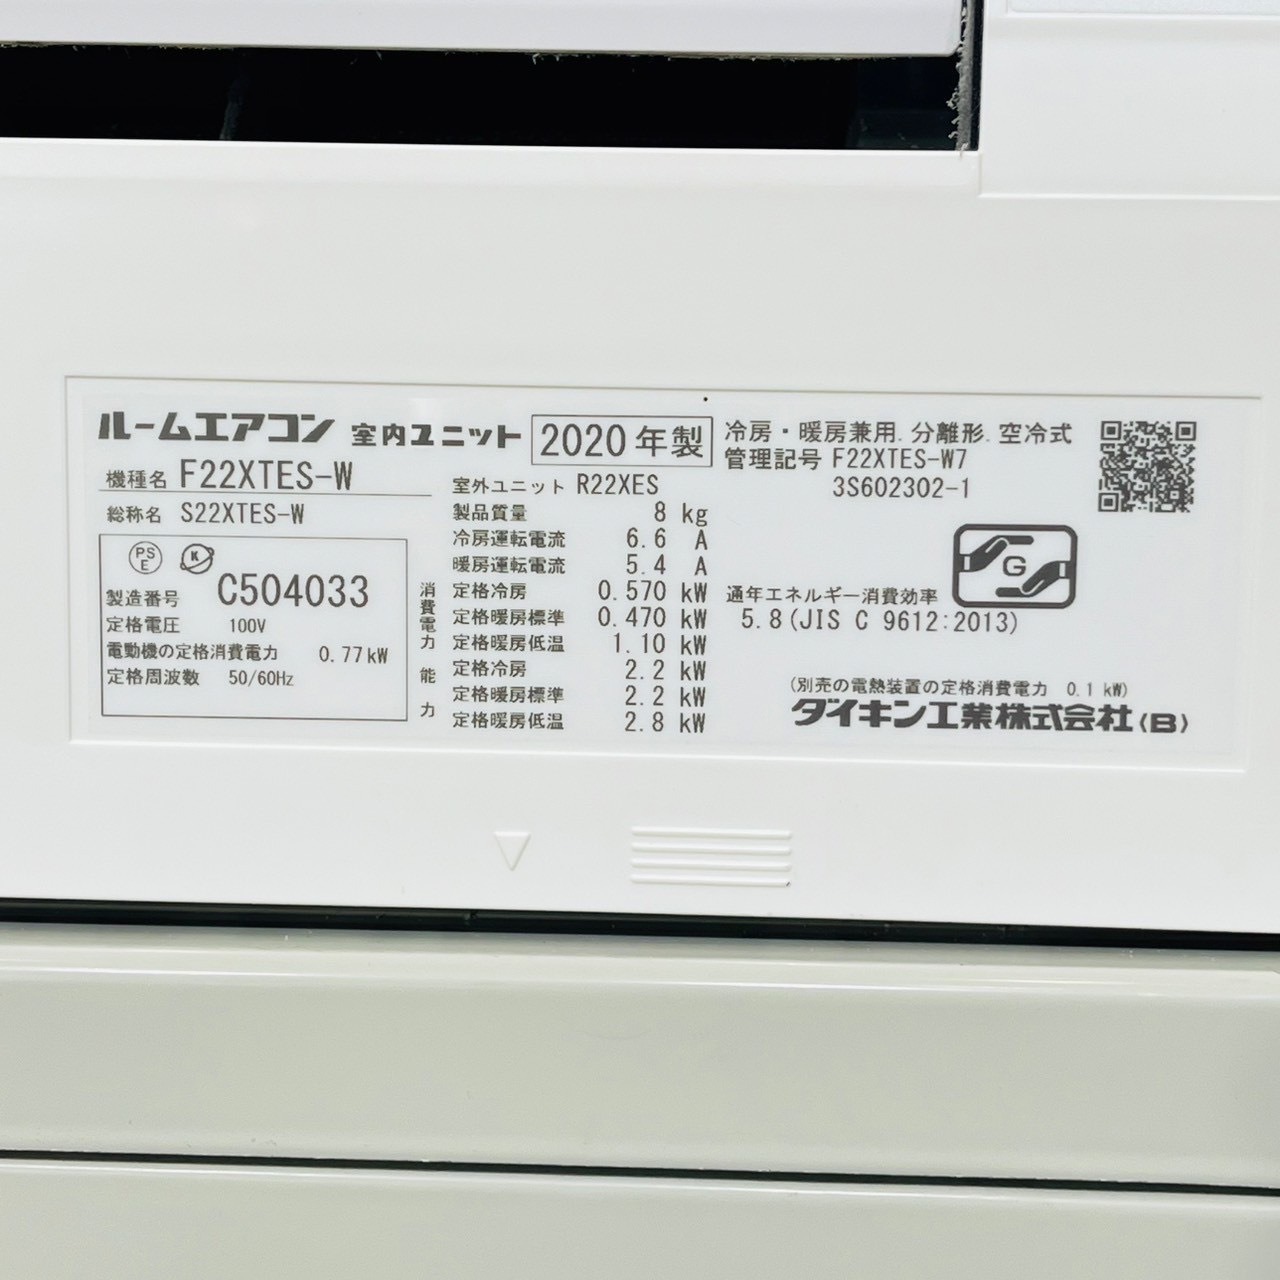 ルームエアコン 室内ユニット 2020年製
機種名 F22XTES-W
総称名 S22XTES-W
PS E K
製造番号 C504033
定格電圧 100V
電動機の定格消費電力 0.77kW
定格周波数 50/60Hz
室外ユニット R22XES
製品質量 8 kg
冷房運転電流 6.6 A
暖房運転電流 5.4 A
消費電力
定格冷房 0.570 kW
定格暖房標準 0.470 kW
定格暖房低温 1.10 kW
能力
定格冷房 2.2 kW
定格暖房標準 2.2 kW
定格暖房低温 2.8 kW
冷房・暖房兼用.分離形.空冷式
管理記号 F22XTES-W7
3S602302-1
G
通年エネルギー消費効率
5.8(JIS C 9612:2013)
(別売の電熱装置の定格消費電力 0.1 kW)
ダイキン工業株式会社(B)